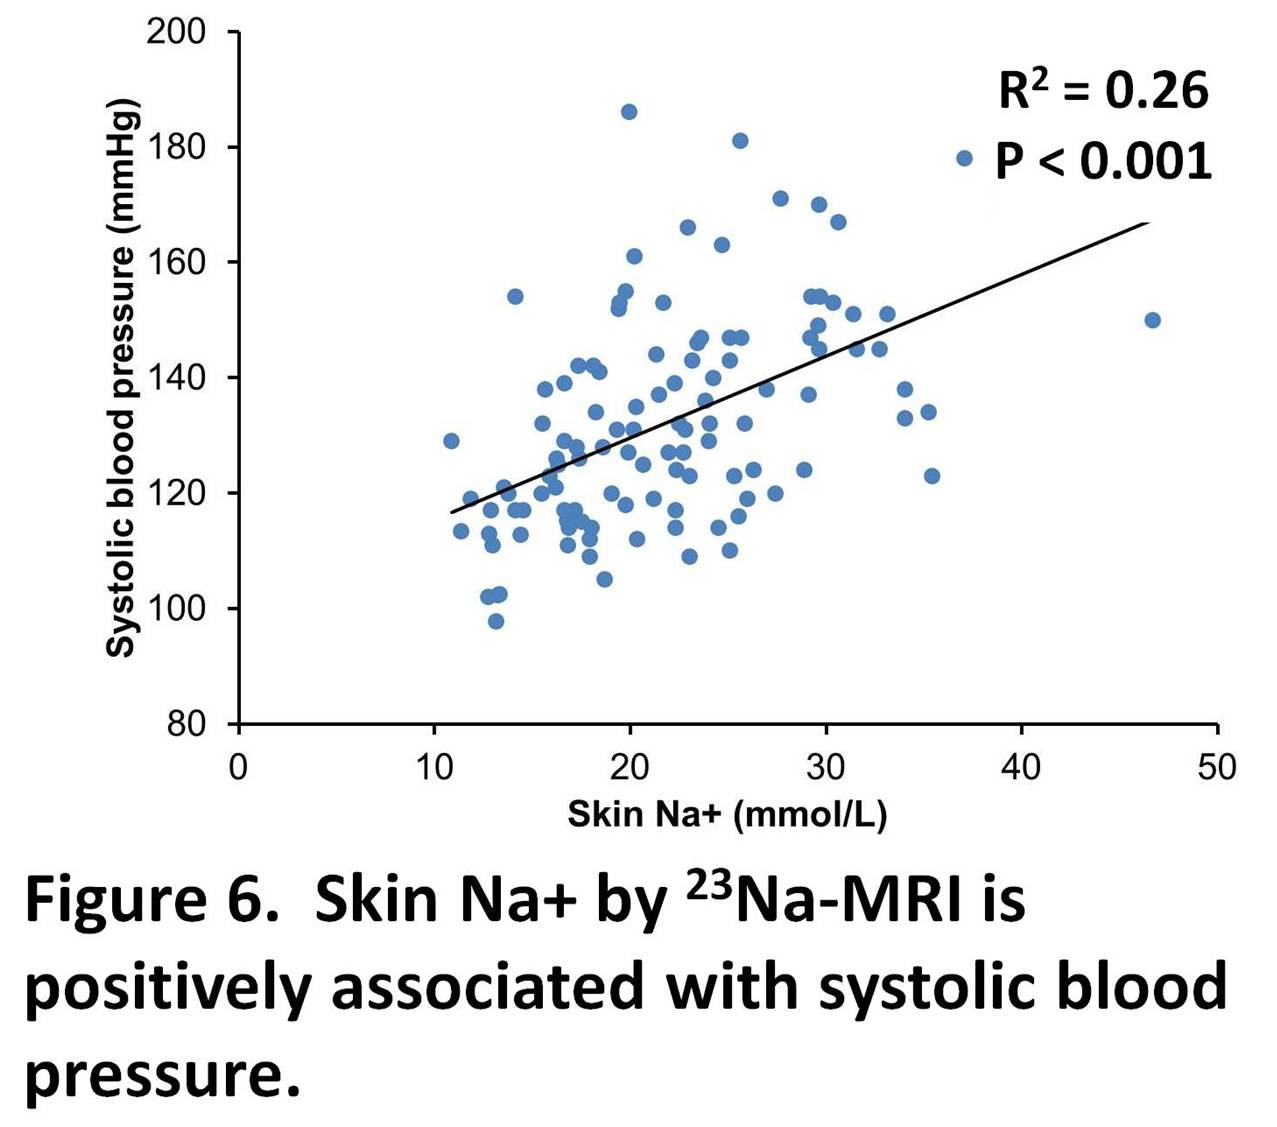 200
180
160
140
120
100
80
Systolic blood pressure (mmHg)
R² = 0.26
P < 0.001
0 10 20 30 40 50
Skin Na+ (mmol/L)
Figure 6.  Skin Na+ by ²³Na-MRI is
positively associated with systolic blood
pressure.